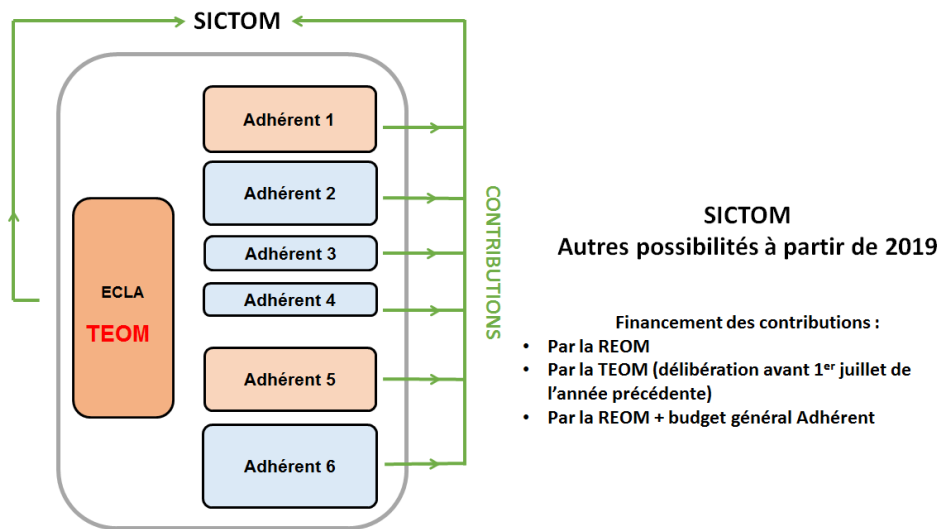 SICTOM
Adhérent 1
Adhérent 2
Adhérent 3
Adhérent 4
Adhérent 5
Adhérent 6
ECLA
TEOM
CONTRIBUTIONS
SICTOM
Autres possibilités à partir de 2019
Financement des contributions :
• Par la REOM
• Par la TEOM (délibération avant 1er juillet de
l’année précédente)
• Par la REOM + budget général Adhérent